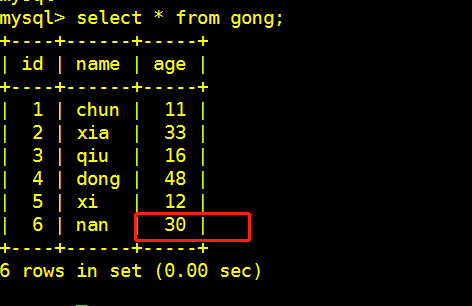 mysql> select * from gong;
+----+------+-----+
| id | name | age |
+----+------+-----+
| 1 | chun | 11 |
| 2 | xia | 33 |
| 3 | qiu | 16 |
| 4 | dong | 48 |
| 5 | xi | 12 |
| 6 | nan | 30 |
+----+------+-----+
6 rows in set (0.00 sec)